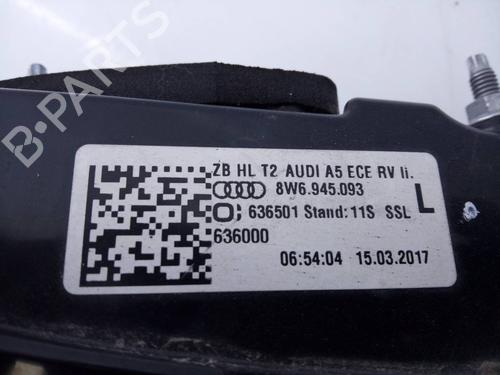 B-PARTS
ZB HL T2 AUDI A5 ECE RV li.
8W6.945.093
636501 Stand: 11S SSL
L
636000
06:54:04 15.03.2017